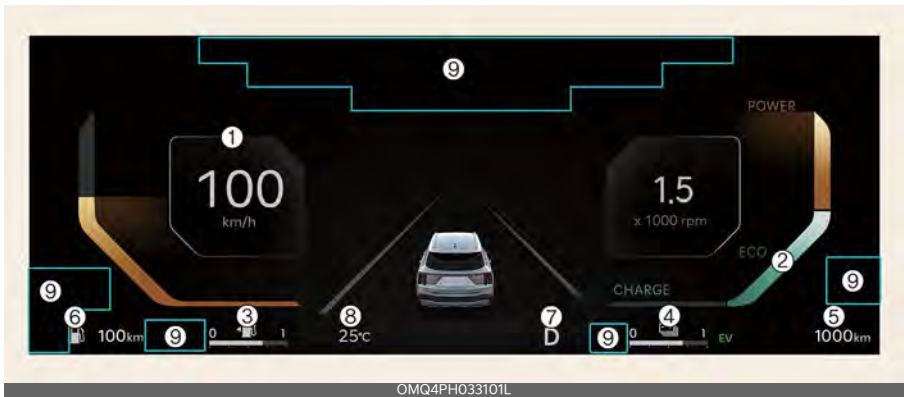 ⑨
POWER
①
100
km/h
1.5
x 1000 rpm
ECO
②
CHARGE
⑨
⑨
⑥
100km
⑨
③
0 1
⑧
25°C
⑦
D
⑨
④
0 1
EV
⑤
1000km
OMQ4PH033101L